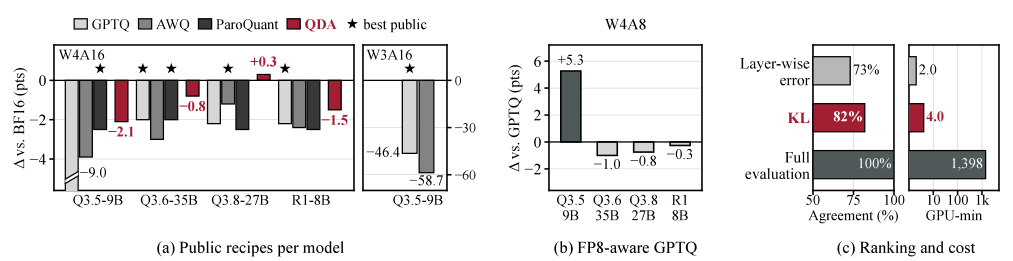 GPTQ AWQ ParoQuant QDA ★ best public
W4A16
Δ vs. BF16 (pts)
0
−2
−4
−9.0
−2.1
−0.8
+0.3
−1.5
Q3.5-9B Q3.6-35B Q3.8-27B R1-8B
W3A16
0
−30
−60
−46.4
−58.7
Q3.5-9B
(a) Public recipes per model
W4A8
Δ vs. GPTQ (pts)
6
4
2
0
−2
+5.3
−1.0
−0.8
−0.3
Q3.5 Q3.6 Q3.8 R1
9B 35B 27B 8B
(b) FP8-aware GPTQ
Layer-wise
error
KL
Full
evaluation
73%
82%
100%
50 75 100
Agreement (%)
2.0
4.0
1,398
10 100 1k
GPU-min
(c) Ranking and cost